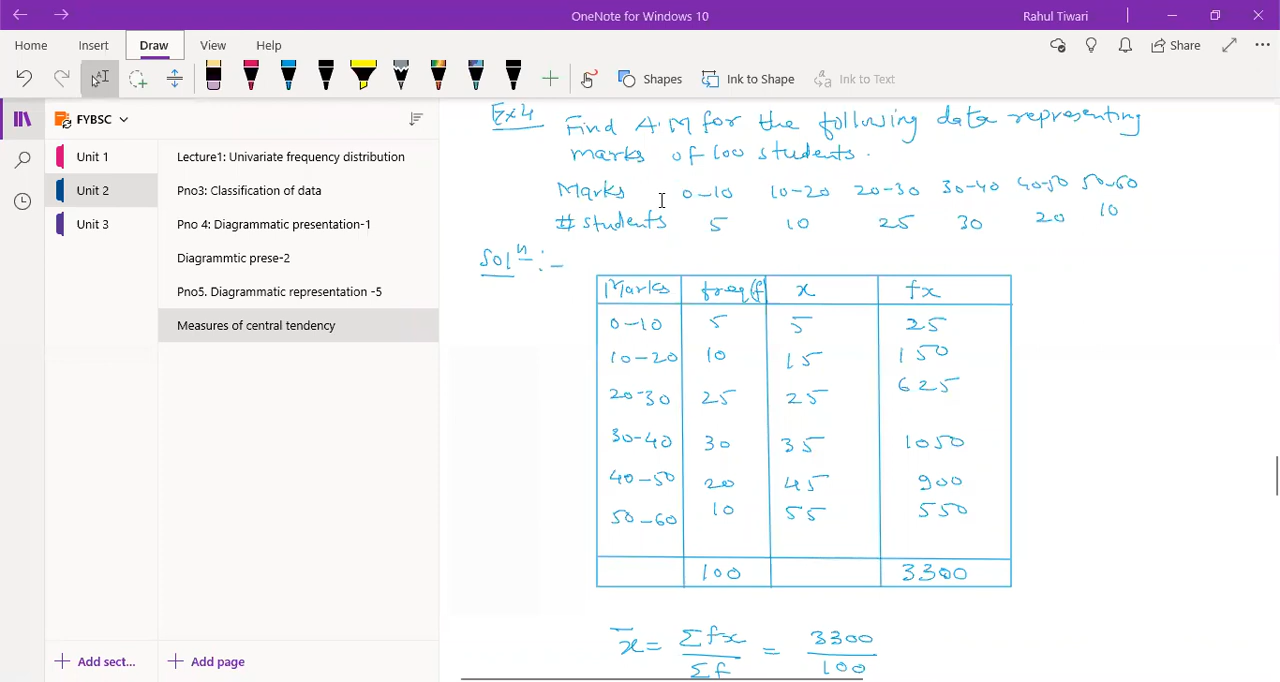 OneNote for Windows 10
Rahul Tiwari
Home Insert Draw View Help
Share
Shapes Ink to Shape Ink to Text
FYBSC
Unit 1
Unit 2
Unit 3
Lecture1: Univariate frequency distribution
Pno3: Classification of data
Pno 4: Diagrammatic presentation-1
Diagrammtic prese-2
Pno5. Diagrammatic representation -5
Measures of central tendency
Add sect...
Add page
Ex4 Find A.M for the following data representing
marks of 100 students.
Marks 0-10 10-20 20-30 30-40 40-50 50-60
# students 5 10 25 30 20 10
Solⁿ:-
Marks freq(f) x fx
0-10 5 5 25
10-20 10 15 150
20-30 25 25 625
30-40 30 35 1050
40-50 20 45 900
50-60 10 55 550
100 3300
x̄ = Σfx / Σf = 3300 / 100